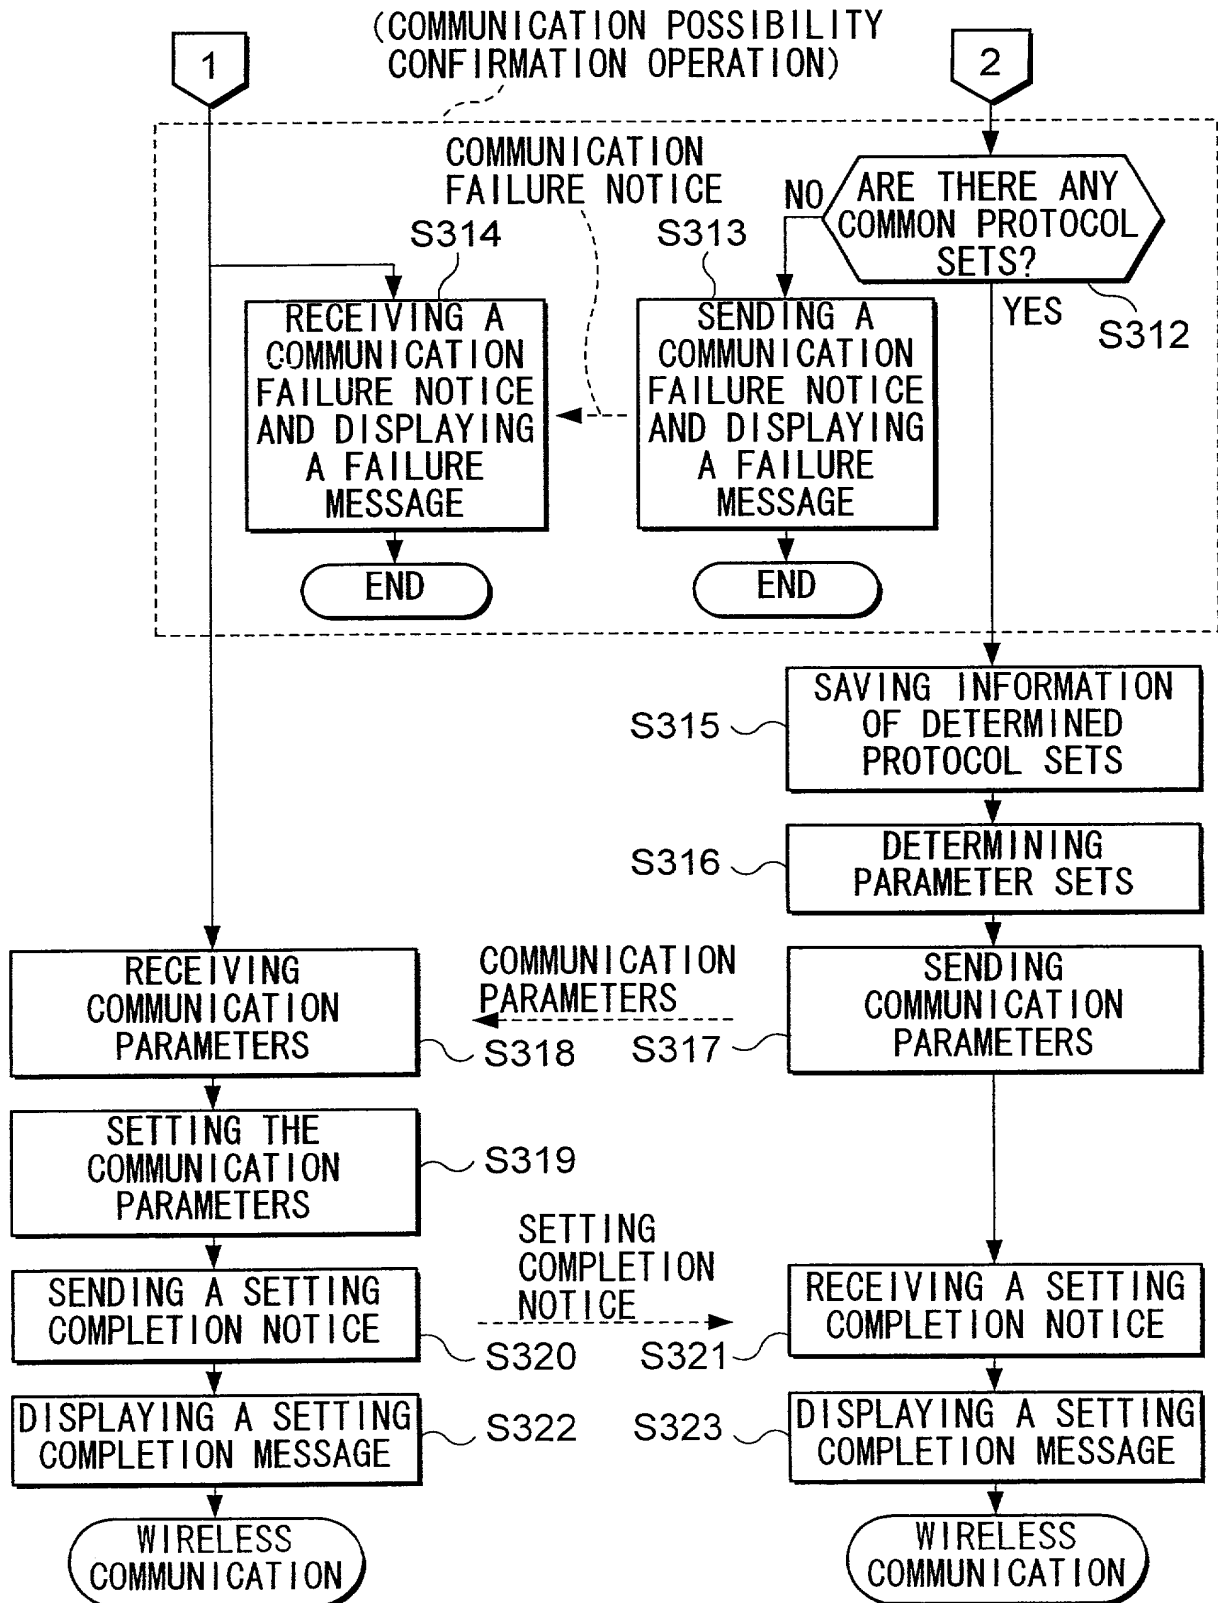 (COMMUNICATION POSSIBILITY
CONFIRMATION OPERATION)
1
2
COMMUNICATION
FAILURE NOTICE
NO
ARE THERE ANY
COMMON PROTOCOL
SETS?
S314
S313
YES
S312
RECEIVING A
COMMUNICATION
FAILURE NOTICE
AND DISPLAYING
A FAILURE
MESSAGE
SENDING A
COMMUNICATION
FAILURE NOTICE
AND DISPLAYING
A FAILURE
MESSAGE
END
END
SAVING INFORMATION
OF DETERMINED
PROTOCOL SETS
S315
DETERMINING
PARAMETER SETS
S316
RECEIVING
COMMUNICATION
PARAMETERS
COMMUNICATION
PARAMETERS
SENDING
COMMUNICATION
PARAMETERS
S318
S317
SETTING THE
COMMUNICATION
PARAMETERS
S319
SETTING
COMPLETION
NOTICE
SENDING A SETTING
COMPLETION NOTICE
RECEIVING A SETTING
COMPLETION NOTICE
S320
S321
DISPLAYING A SETTING
COMPLETION MESSAGE
S322
S323
DISPLAYING A SETTING
COMPLETION MESSAGE
WIRELESS
COMMUNICATION
WIRELESS
COMMUNICATION